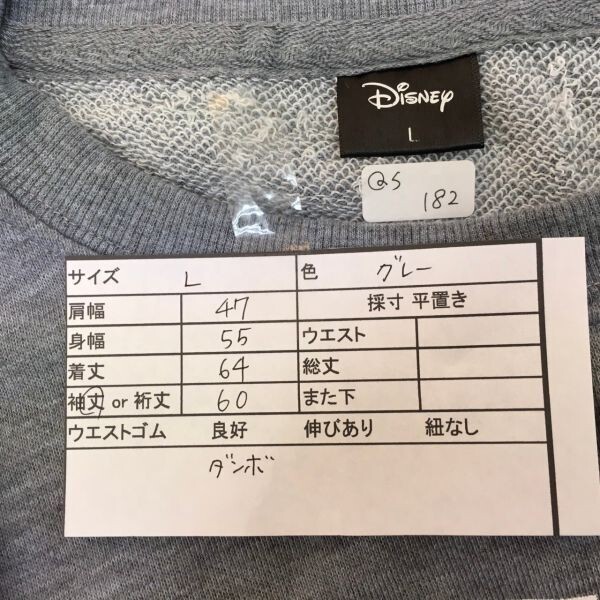 Disney
L
QS
182
サイズ L 色 グレー
肩幅 47 採寸 平置き
身幅 55 ウエスト
着丈 64 総丈
袖丈 or 裄丈 60 また下
ウエストゴム 良好 伸びあり 紐なし
ダンボ